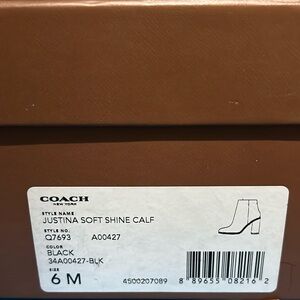 COACH
NEW YORK
STYLE NAME
JUSTINA SOFT SHINE CALF
STYLE NO.
Q7693 A00427
COLOR
BLACK
34A00427-BLK
SIZE
6 M
4500207089
8 89655 08216 2